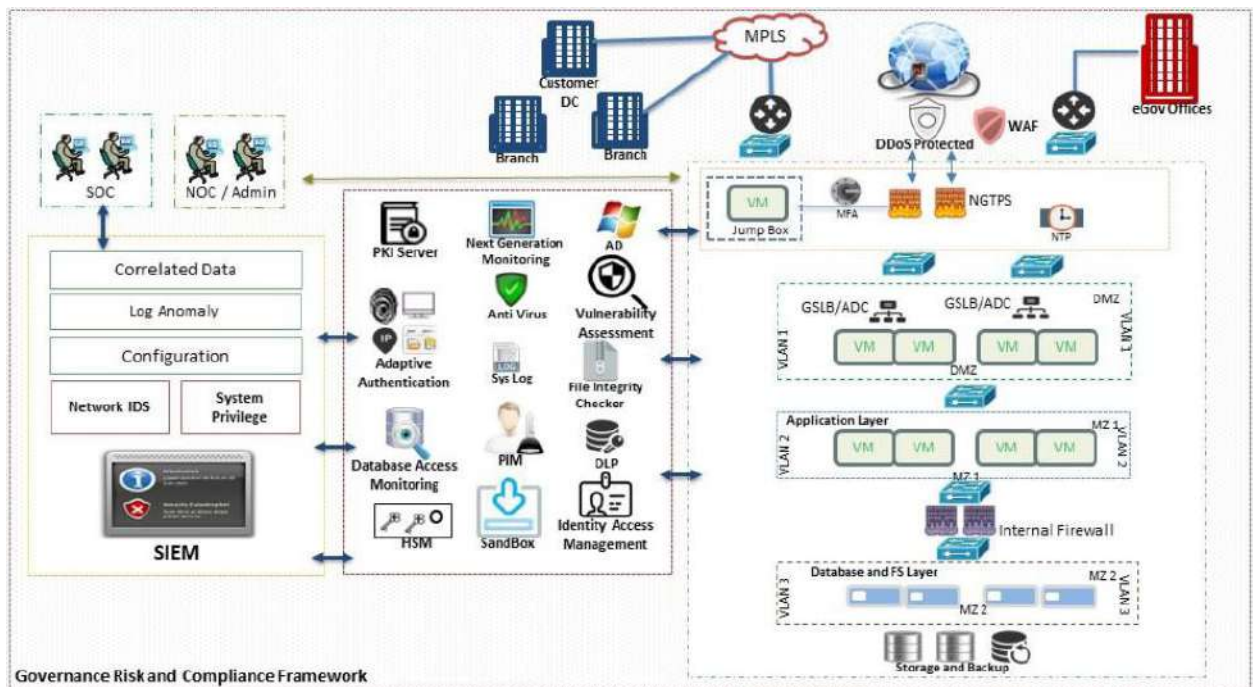 MPLS
Customer
DC
Branch
Branch
DDoS Protected
WAF
eGov Offices
SOC
NOC / Admin
Correlated Data
Log Anomaly
Configuration
Network IDS
System
Privilege
SIEM
PKI Server
Next Generation
Monitoring
AD
Anti Virus
Vulnerability
Assessment
IP
Adaptive
Authentication
LOG
Sys Log
File Integrity
Checker
Database Access
Monitoring
PIM
DLP
HSM
SandBox
Identity Access
Management
VM
Jump Box
MFA
NGTPS
NTP
GSLB/ADC
GSLB/ADC
DMZ
VLAN 1
VLAN 1
VM
VM
VM
VM
DMZ
Application Layer
MZ 1
VLAN 2
VLAN 2
VM
VM
VM
VM
MZ 1
Internal Firewall
Database and FS Layer
MZ 2
VLAN 3
VLAN 3
MZ 2
Storage and Backup
Governance Risk and Compliance Framework